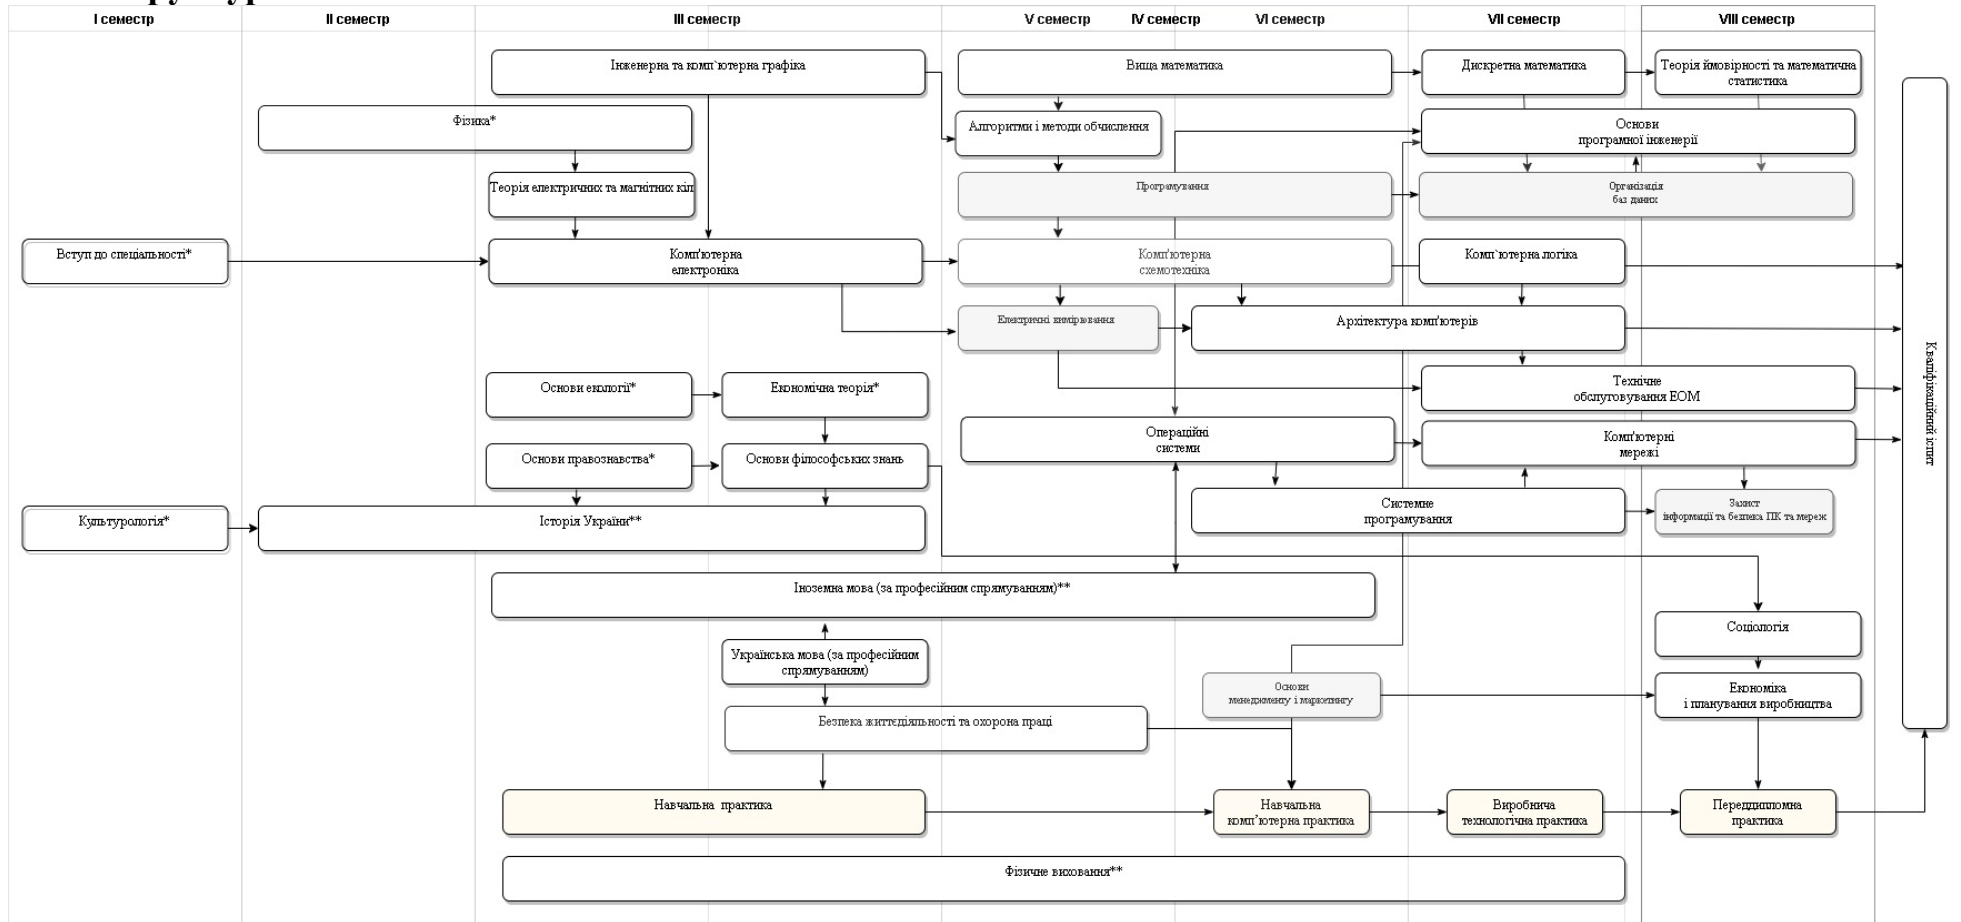 I семестр
II семестр
III семестр
V семестр
IV семестр
VI семестр
VII семестр
VIII семестр
Інженерна та комп`ютерна графіка
Вища математика
Дискретна математика
Теорія ймовірності та математична
статистика
Фізика*
Алгоритми і методи обчислення
Основи
програмної інженерії
Теорія електричних та магнітних кіл
Програмування
Організація
баз даних
Вступ до спеціальності*
Комп'ютерна
електроніка
Комп'ютерна
схемотехніка
Комп`ютерна логіка
Електричні вимірювання
Архітектура комп'ютерів
Кваліфікаційний іспит
Основи екології*
Економічна теорія*
Технічне
обслуговування ЕОМ
Операційні
системи
Комп'ютерні
мережі
Основи правознавства*
Основи філософських знань
Системне
програмування
Захист
інформації та безпека ПК та мереж
Культурологія*
Історія України**
Іноземна мова (за професійним спрямуванням)**
Соціологія
Українська мова (за професійним
спрямуванням)
Основи
менеджменту і маркетингу
Економіка
і планування виробництва
Безпека життєдіяльності та охорона праці
Навчальна практика
Навчальна
комп'ютерна практика
Виробнича
технологічна практика
Переддипломна
практика
Фізичне виховання**